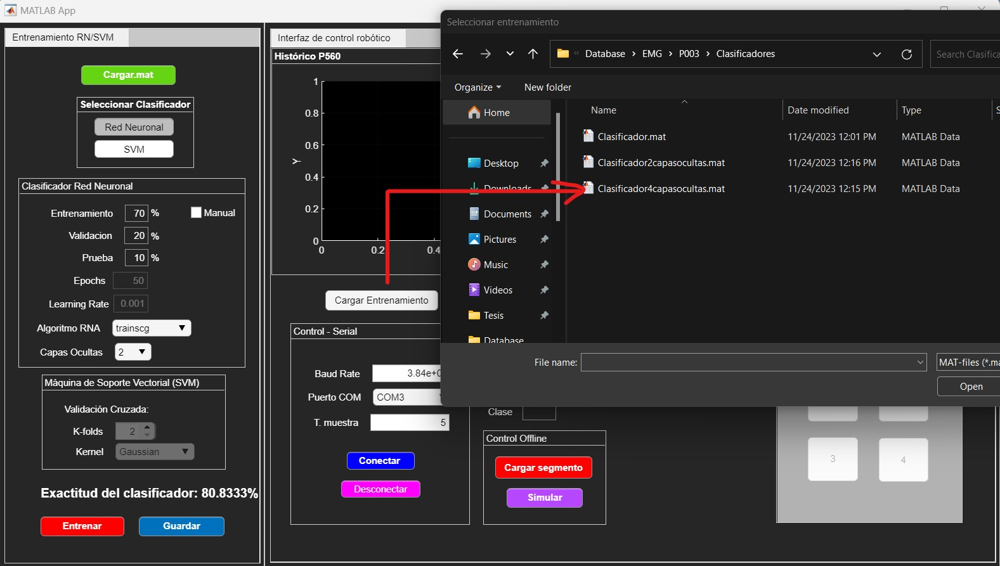 MATLAB App
Entrenamiento RN/SVM
Cargar.mat
Seleccionar Clasificador
Red Neuronal
SVM
Clasificador Red Neuronal
Entrenamiento 70 %
Manual
Validacion 20 %
Prueba 10 %
Epochs 50
Learning Rate 0.001
Algoritmo RNA trainscg
Capas Ocultas 2
Máquina de Soporte Vectorial (SVM)
Validación Cruzada:
K-folds 2
Kernel Gaussian
Exactitud del clasificador: 80.8333%
Entrenar
Guardar
Interfaz de control robótico
Histórico P560
1
0.8
0.6
0.4
0.2
0
Y
0 0.2 0.4
Cargar Entrenamiento
Control - Serial
Baud Rate 3.84e+0
Puerto COM COM3
T. muestra 5
Conectar
Desconectar
Clase
Control Offline
Cargar segmento
Simular
3
4
Seleccionar entrenamiento
« Database > EMG > P003 > Clasificadores
Search Clasifica
Organize
New folder
Home
Desktop
Downloads
Documents
Pictures
Music
Videos
Tesis
Database
Name Date modified Type S
Clasificador.mat 11/24/2023 12:01 PM MATLAB Data
Clasificador2capasocultas.mat 11/24/2023 12:16 PM MATLAB Data
Clasificador4capasocultas.mat 11/24/2023 12:15 PM MATLAB Data
File name:
MAT-files (*.ma
Open